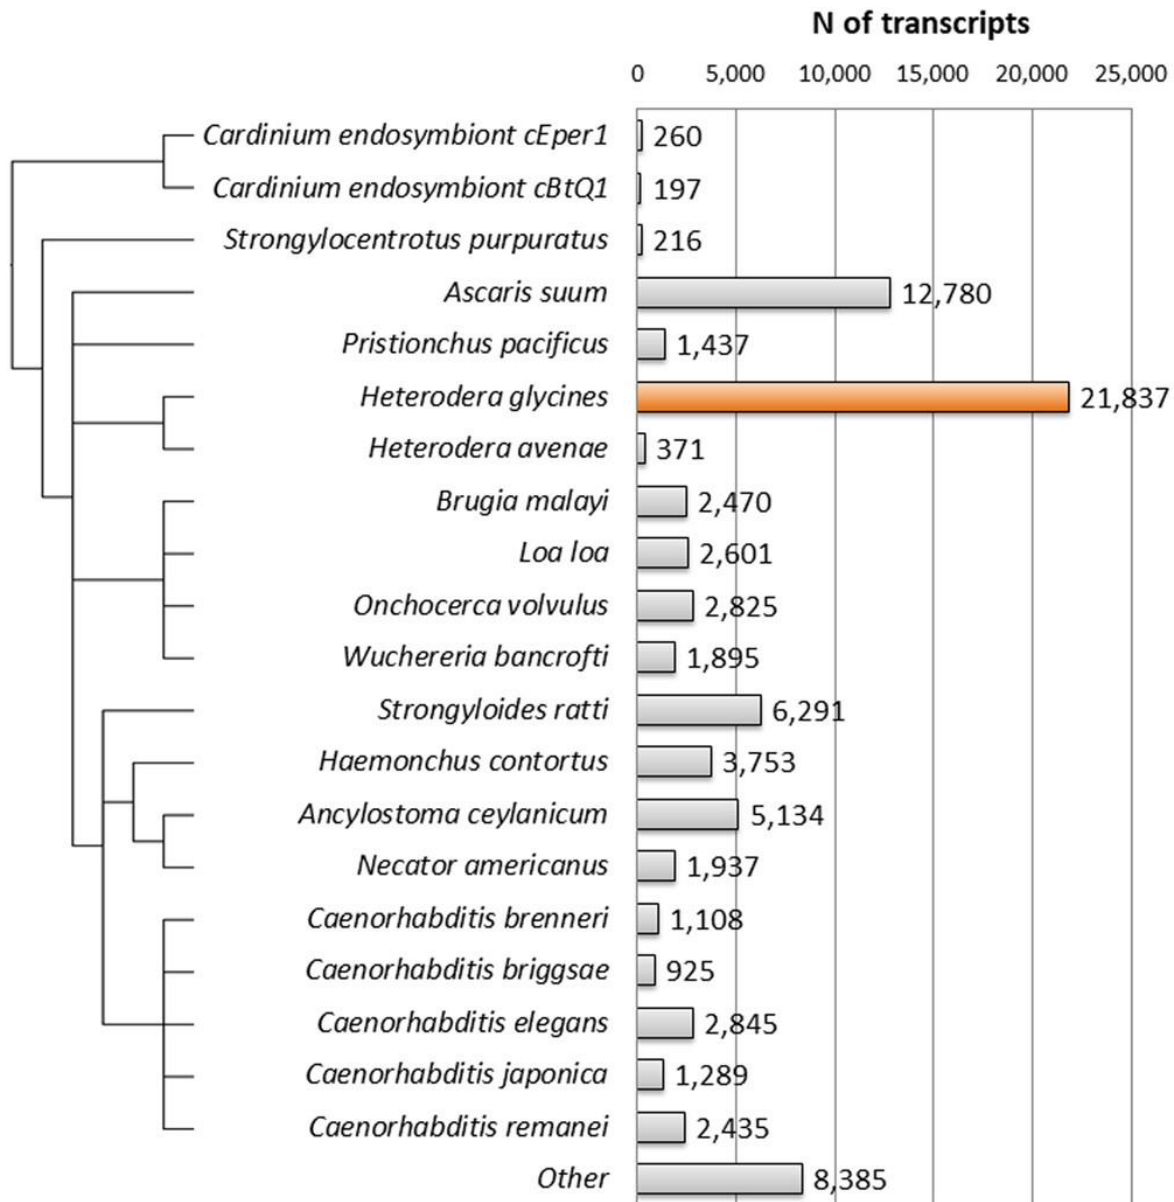 N of transcripts
0 5,000 10,000 15,000 20,000 25,000
Cardinium endosymbiont cEper1 260
Cardinium endosymbiont cBtQ1 197
Strongylocentrotus purpuratus 216
Ascaris suum 12,780
Pristionchus pacificus 1,437
Heterodera glycines 21,837
Heterodera avenae 371
Brugia malayi 2,470
Loa loa 2,601
Onchocerca volvulus 2,825
Wuchereria bancrofti 1,895
Strongyloides ratti 6,291
Haemonchus contortus 3,753
Ancylostoma ceylanicum 5,134
Necator americanus 1,937
Caenorhabditis brenneri 1,108
Caenorhabditis briggsae 925
Caenorhabditis elegans 2,845
Caenorhabditis japonica 1,289
Caenorhabditis remanei 2,435
Other 8,385